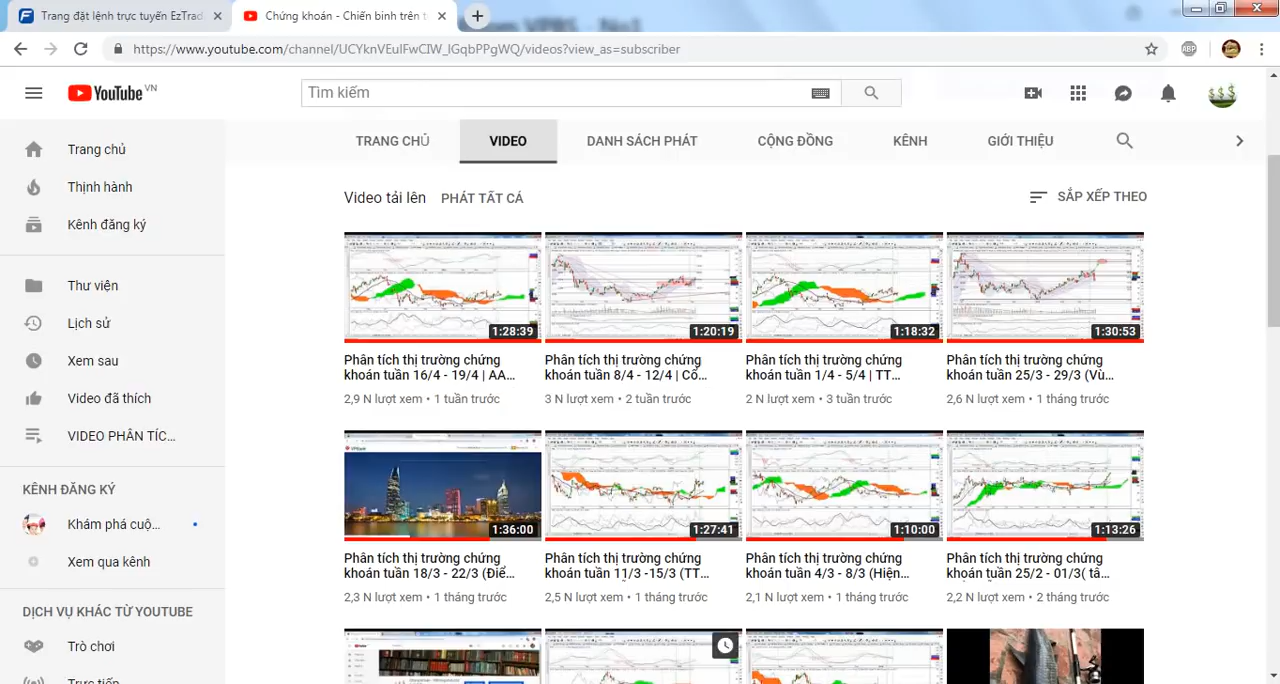 Trang đặt lệnh trực tuyến EzTrad
Chứng khoán - Chiến binh trên t
https://www.youtube.com/channel/UCYknVEulFwCIW_lGqbPPgWQ/videos?view_as=subscriber
ABP
YouTube VN
Tìm kiếm
TRANG CHỦ
VIDEO
DANH SÁCH PHÁT
CỘNG ĐỒNG
KÊNH
GIỚI THIỆU
Trang chủ
Thịnh hành
Kênh đăng ký
Thư viện
Lịch sử
Xem sau
Video đã thích
VIDEO PHÂN TÍC...
KÊNH ĐĂNG KÝ
Khám phá cuộ...
Xem qua kênh
DỊCH VỤ KHÁC TỪ YOUTUBE
Trò chơi
Video tải lên
PHÁT TẤT CẢ
SẮP XẾP THEO
1:28:39
Phân tích thị trường chứng
khoán tuần 16/4 - 19/4 | AA...
2,9 N lượt xem • 1 tuần trước
1:20:19
Phân tích thị trường chứng
khoán tuần 8/4 - 12/4 | Cổ...
3 N lượt xem • 2 tuần trước
1:18:32
Phân tích thị trường chứng
khoán tuần 1/4 - 5/4 | TT...
2 N lượt xem • 3 tuần trước
1:30:53
Phân tích thị trường chứng
khoán tuần 25/3 - 29/3 (Vù...
2,6 N lượt xem • 1 tháng trước
1:36:00
Phân tích thị trường chứng
khoán tuần 18/3 - 22/3 (Điể...
2,3 N lượt xem • 1 tháng trước
1:27:41
Phân tích thị trường chứng
khoán tuần 11/3 -15/3 (TT...
2,5 N lượt xem • 1 tháng trước
1:10:00
Phân tích thị trường chứng
khoán tuần 4/3 - 8/3 (Hiện...
2,1 N lượt xem • 1 tháng trước
1:13:26
Phân tích thị trường chứng
khoán tuần 25/2 - 01/3( tâ...
2,2 N lượt xem • 2 tháng trước